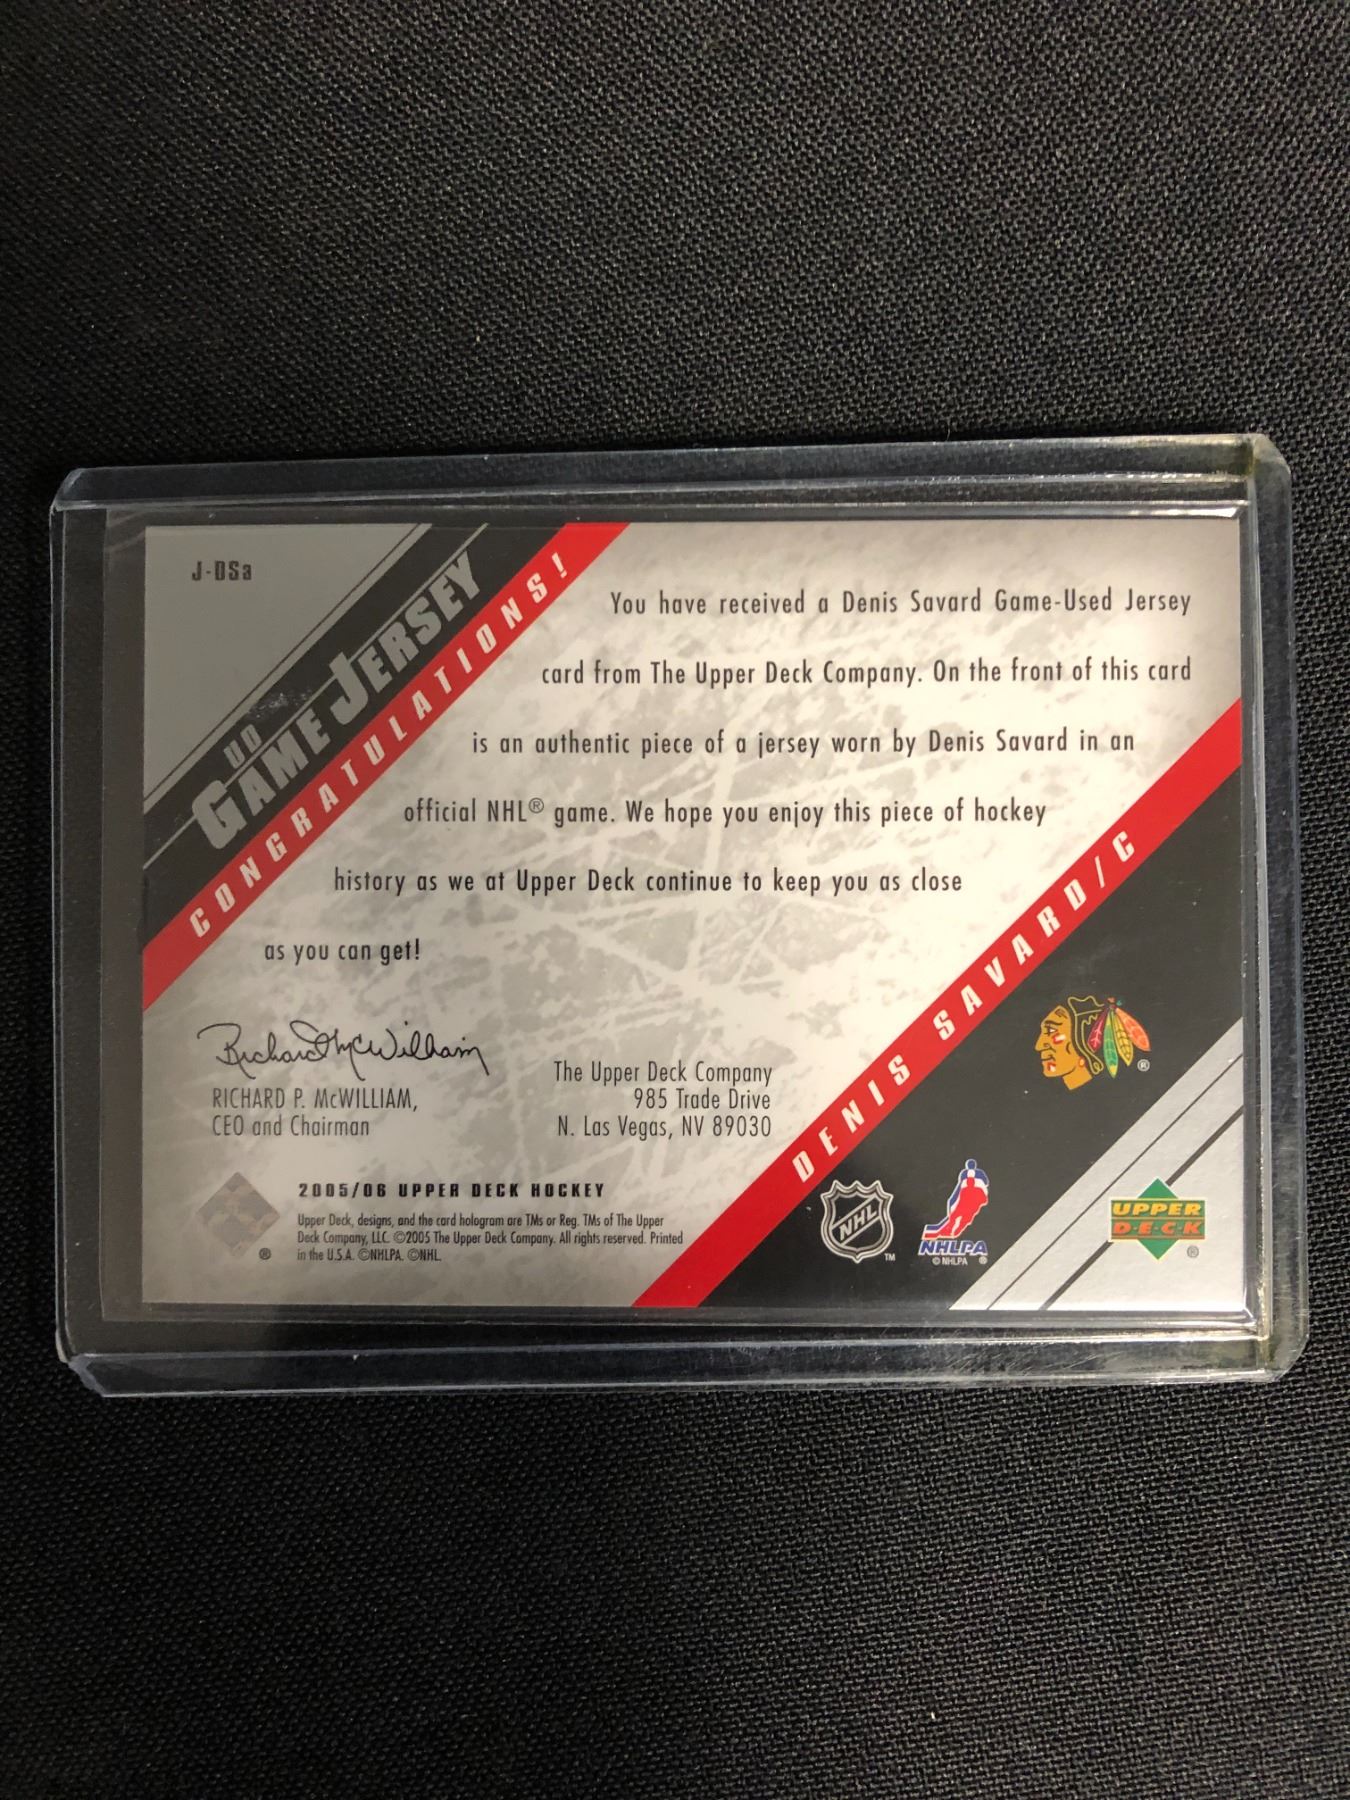 J-DSa
UD
GAME JERSEY
CONGRATULATIONS!
You have received a Denis Savard Game-Used Jersey
card from The Upper Deck Company. On the front of this card
is an authentic piece of a jersey worn by Denis Savard in an
official NHL® game. We hope you enjoy this piece of hockey
history as we at Upper Deck continue to keep you as close
as you can get!
Richard McWilliam
RICHARD P. McWILLIAM,
CEO and Chairman
The Upper Deck Company
985 Trade Drive
N. Las Vegas, NV 89030
DENIS SAVARD/C
®
2005/06 UPPER DECK HOCKEY
Upper Deck, designs, and the card hologram are TMs or Reg. TMs of The Upper
Deck Company, LLC. ©2005 The Upper Deck Company. All rights reserved. Printed
in the U.S.A. ©NHLPA. ©NHL.
®
NHL
TM
NHLPA
© NHLPA ®
UPPER
DECK
®